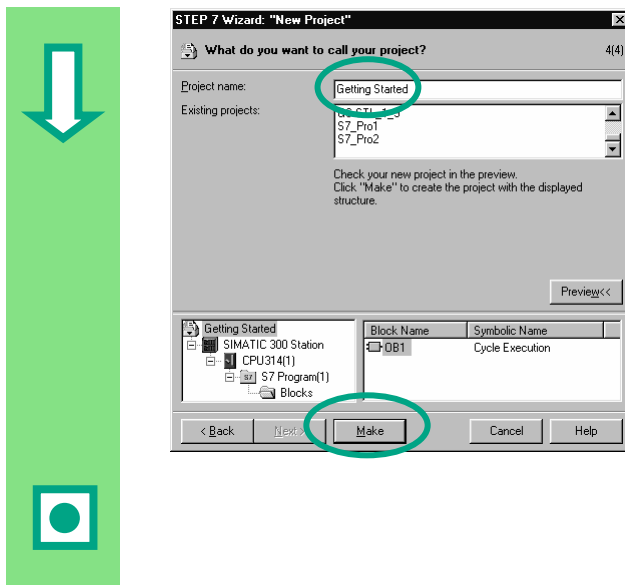 STEP 7 Wizard: "New Project"
What do you want to call your project? 4(4)
Project name: Getting Started
Existing projects:
S7_Pro1
S7_Pro2
Check your new project in the preview.
Click "Make" to create the project with the displayed
structure.
Preview<<
Getting Started
SIMATIC 300 Station
CPU314(1)
S7 Program(1)
Blocks
Block Name Symbolic Name
OB1 Cycle Execution
< Back Next > Make Cancel Help